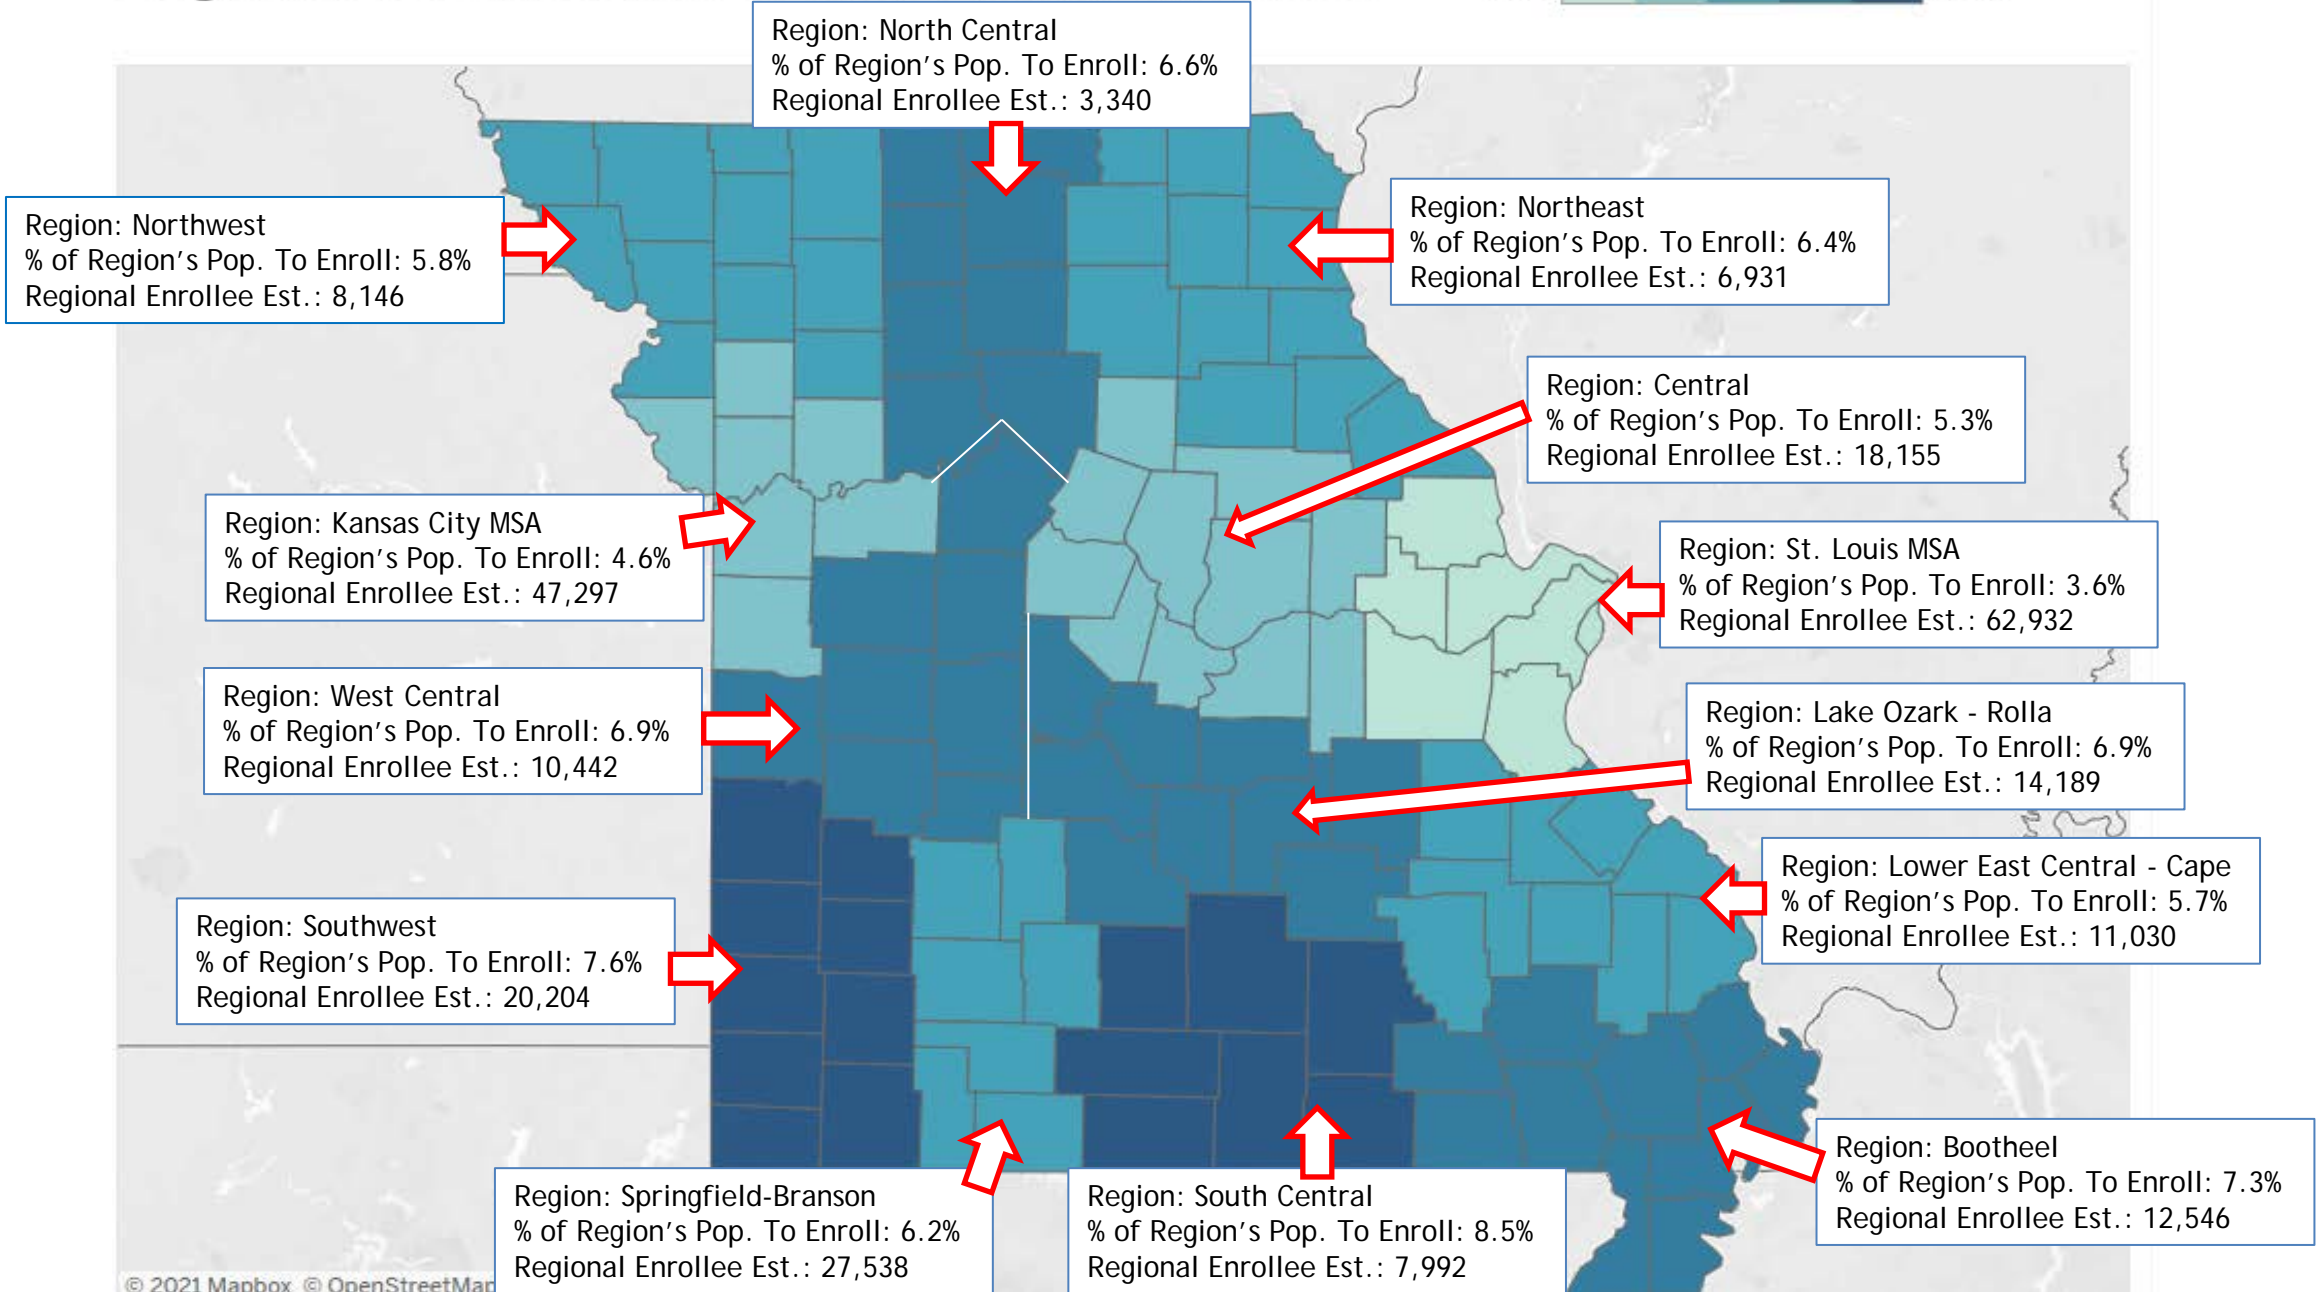 Region: North Central
% of Region's Pop. To Enroll: 6.6%
Regional Enrollee Est.: 3,340
Region: Northwest
% of Region's Pop. To Enroll: 5.8%
Regional Enrollee Est.: 8,146
Region: Northeast
% of Region's Pop. To Enroll: 6.4%
Regional Enrollee Est.: 6,931
Region: Central
% of Region's Pop. To Enroll: 5.3%
Regional Enrollee Est.: 18,155
Region: Kansas City MSA
% of Region's Pop. To Enroll: 4.6%
Regional Enrollee Est.: 47,297
Region: St. Louis MSA
% of Region's Pop. To Enroll: 3.6%
Regional Enrollee Est.: 62,932
Region: West Central
% of Region's Pop. To Enroll: 6.9%
Regional Enrollee Est.: 10,442
Region: Lake Ozark - Rolla
% of Region's Pop. To Enroll: 6.9%
Regional Enrollee Est.: 14,189
Region: Lower East Central - Cape
% of Region's Pop. To Enroll: 5.7%
Regional Enrollee Est.: 11,030
Region: Southwest
% of Region's Pop. To Enroll: 7.6%
Regional Enrollee Est.: 20,204
Region: Bootheel
% of Region's Pop. To Enroll: 7.3%
Regional Enrollee Est.: 12,546
Region: Springfield-Branson
% of Region's Pop. To Enroll: 6.2%
Regional Enrollee Est.: 27,538
Region: South Central
% of Region's Pop. To Enroll: 8.5%
Regional Enrollee Est.: 7,992
© 2021 Mapbox © OpenStreetMap